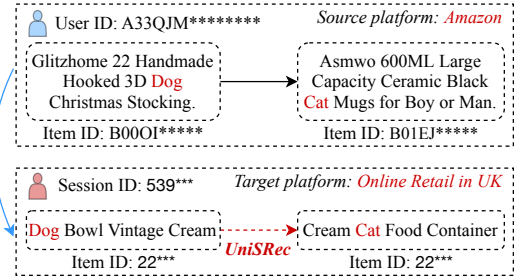 User ID: A33QJM********
Source platform: Amazon
Glitzhome 22 Handmade
Hooked 3D Dog
Christmas Stocking.
Item ID: B00OI*****
Asmwo 600ML Large
Capacity Ceramic Black
Cat Mugs for Boy or Man.
Item ID: B01EJ*****
Session ID: 539***
Target platform: Online Retail in UK
Dog Bowl Vintage Cream
Item ID: 22***
UniSRec
Cream Cat Food Container
Item ID: 22***